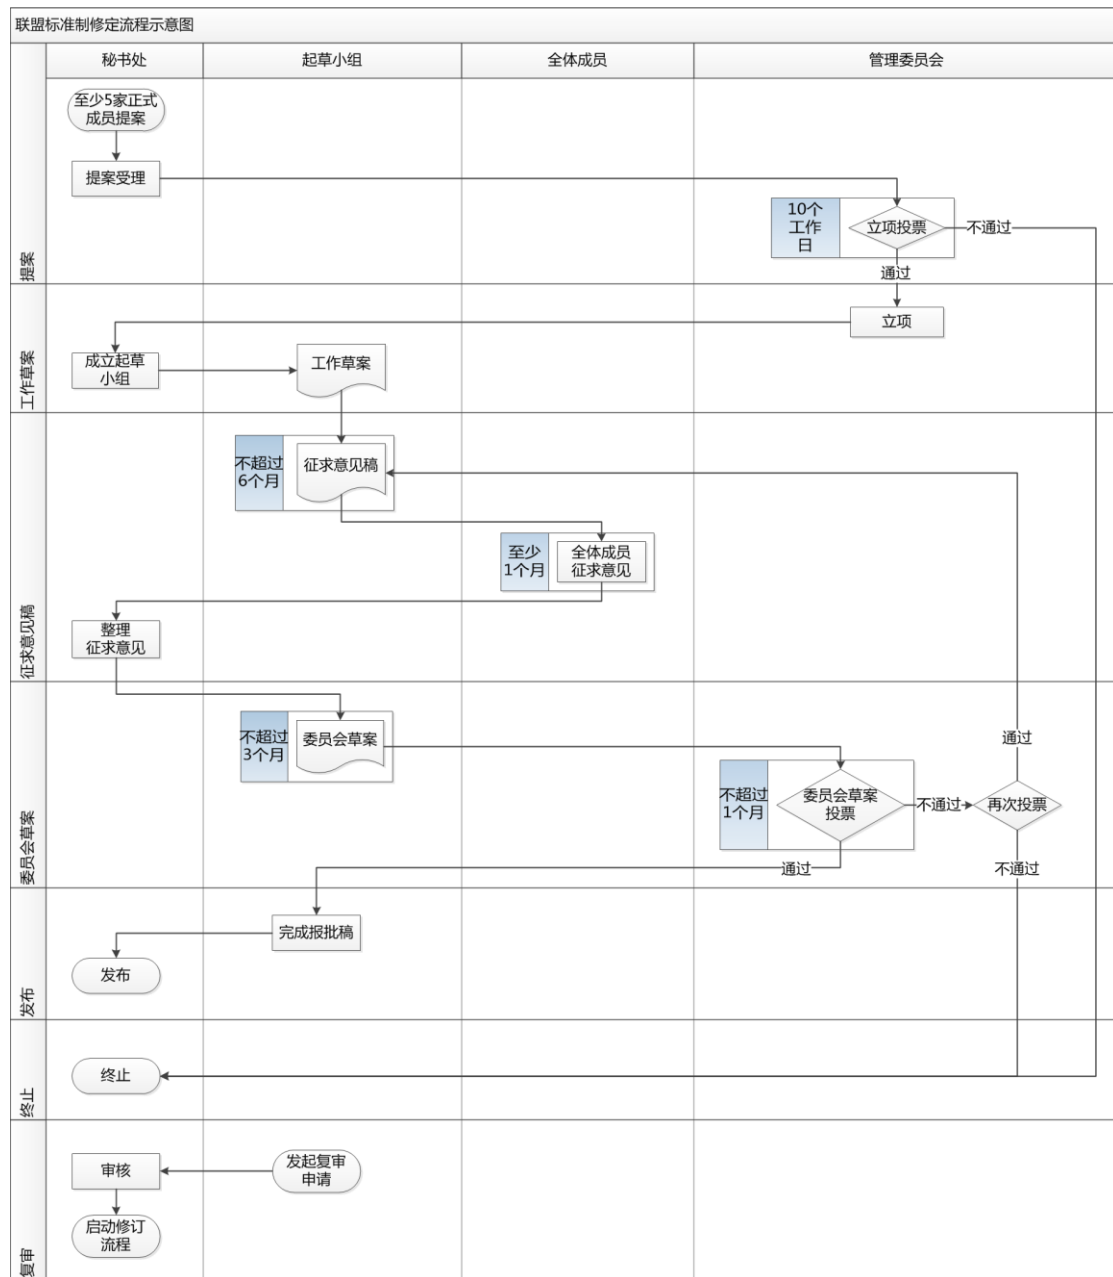 联盟标准制修定流程示意图
秘书处
起草小组
全体成员
管理委员会
提案
至少5家正式
成员提案
提案受理
10个
工作
日
立项投票
不通过
通过
工作草案
立项
成立起草
小组
工作草案
征求意见稿
不超过
6个月
征求意见稿
至少
1个月
全体成员
征求意见
整理
征求意见
委员会草案
不超过
3个月
委员会草案
不超过
1个月
委员会草案
投票
不通过
再次投票
通过
不通过
通过
发布
完成报批稿
发布
终止
终止
复审
审核
发起复审
申请
启动修订
流程